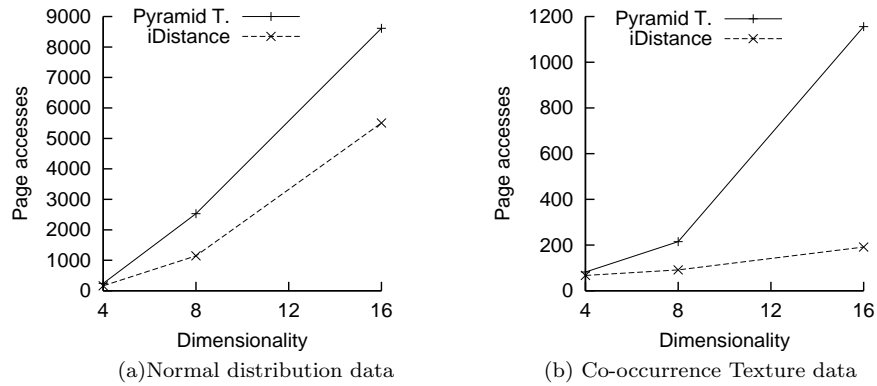 9000
8000
7000
6000
5000
4000
3000
2000
1000
0
Page accesses
Pyramid T.
iDistance
4 8 12 16
Dimensionality
(a)Normal distribution data
1200
1000
800
600
400
200
0
Page accesses
Pyramid T.
iDistance
4 8 12 16
Dimensionality
(b) Co-occurrence Texture data